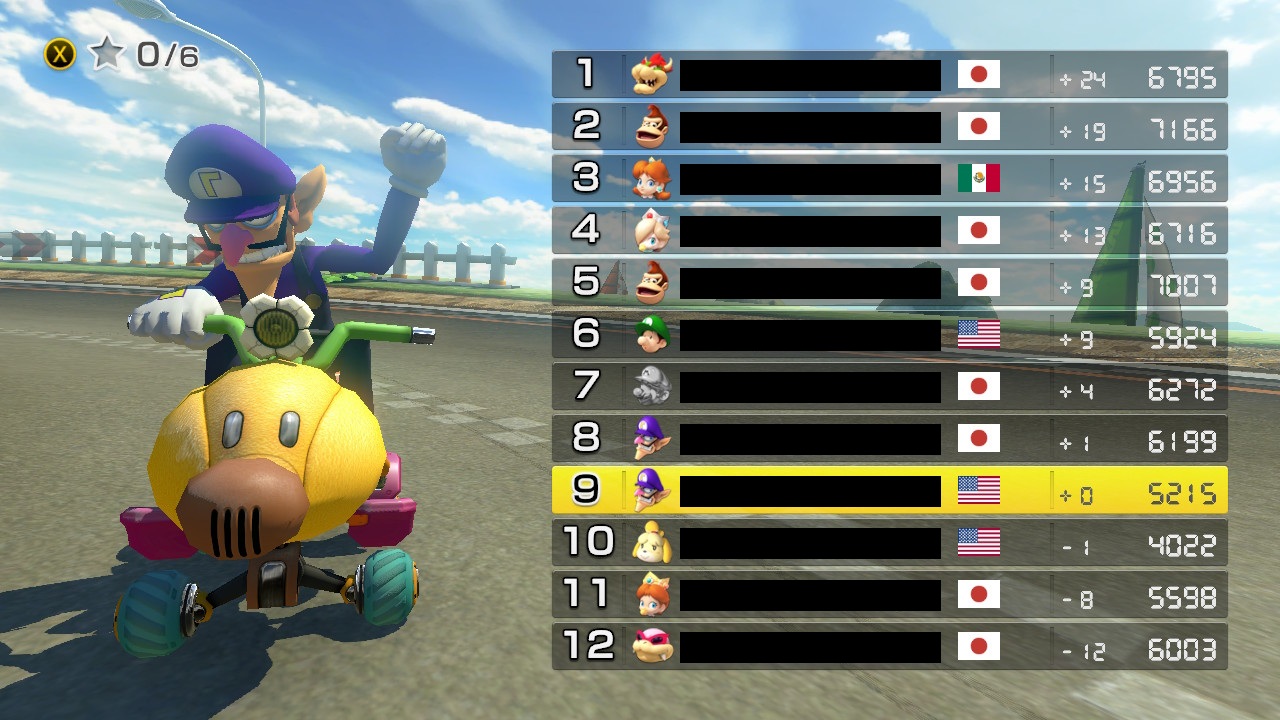 X 0/6
1 + 24 6795
2 + 19 7166
3 + 15 6956
4 + 13 6716
5 + 9 7007
6 + 9 5924
7 + 4 6272
8 + 1 6199
9 + 0 5215
10 - 1 4022
11 - 8 5598
12 - 12 6003